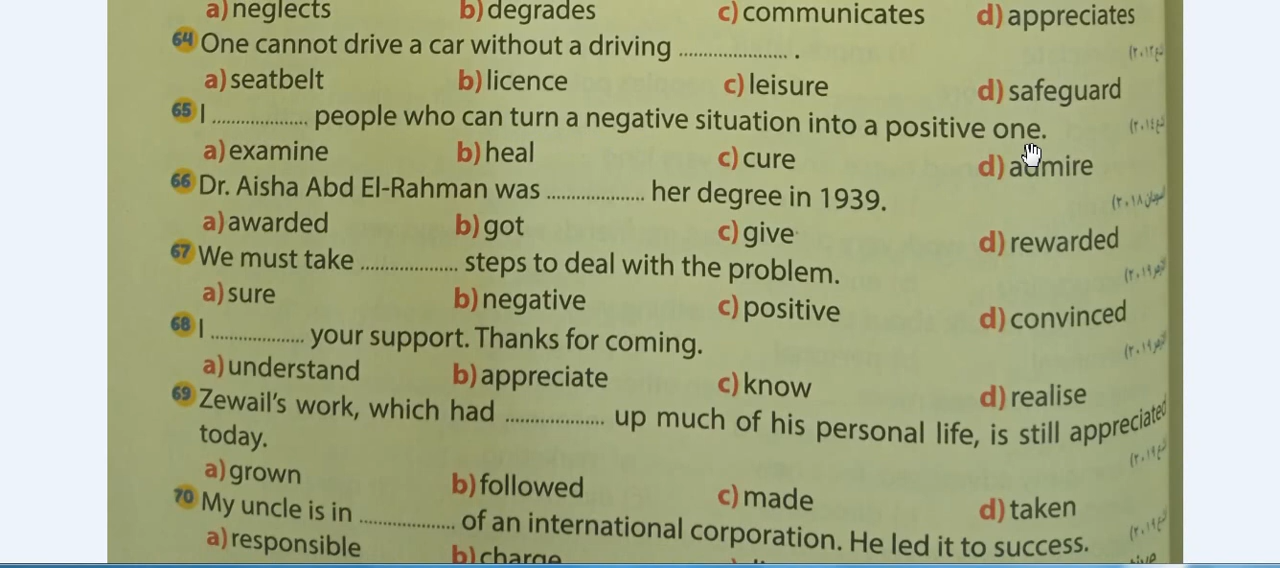 a) neglects b) degrades c) communicates d) appreciates
64 One cannot drive a car without a driving .................... .
a) seatbelt b) licence c) leisure d) safeguard
65 I .................. people who can turn a negative situation into a positive one.
a) examine b) heal c) cure d) admire
66 Dr. Aisha Abd El-Rahman was .................. her degree in 1939.
a) awarded b) got c) give d) rewarded
67 We must take .................. steps to deal with the problem.
a) sure b) negative c) positive d) convinced
68 I .................. your support. Thanks for coming.
a) understand b) appreciate c) know d) realise
69 Zewail's work, which had .................. up much of his personal life, is still appreciated
today.
a) grown b) followed c) made d) taken
70 My uncle is in .................. of an international corporation. He led it to success.
a) responsible b) charge